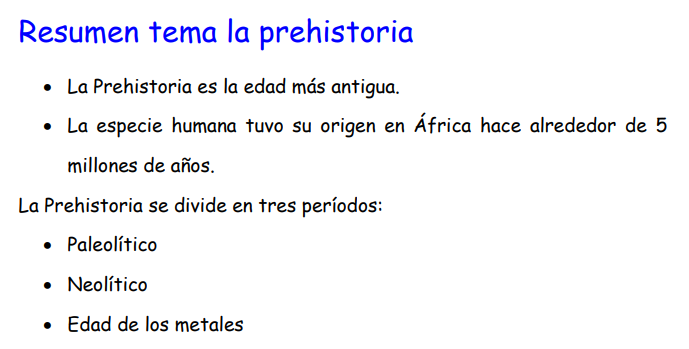 Resumen tema la prehistoria
• La Prehistoria es la edad más antigua.
• La especie humana tuvo su origen en África hace alrededor de 5
millones de años.
La Prehistoria se divide en tres períodos:
• Paleolítico
• Neolítico
• Edad de los metales